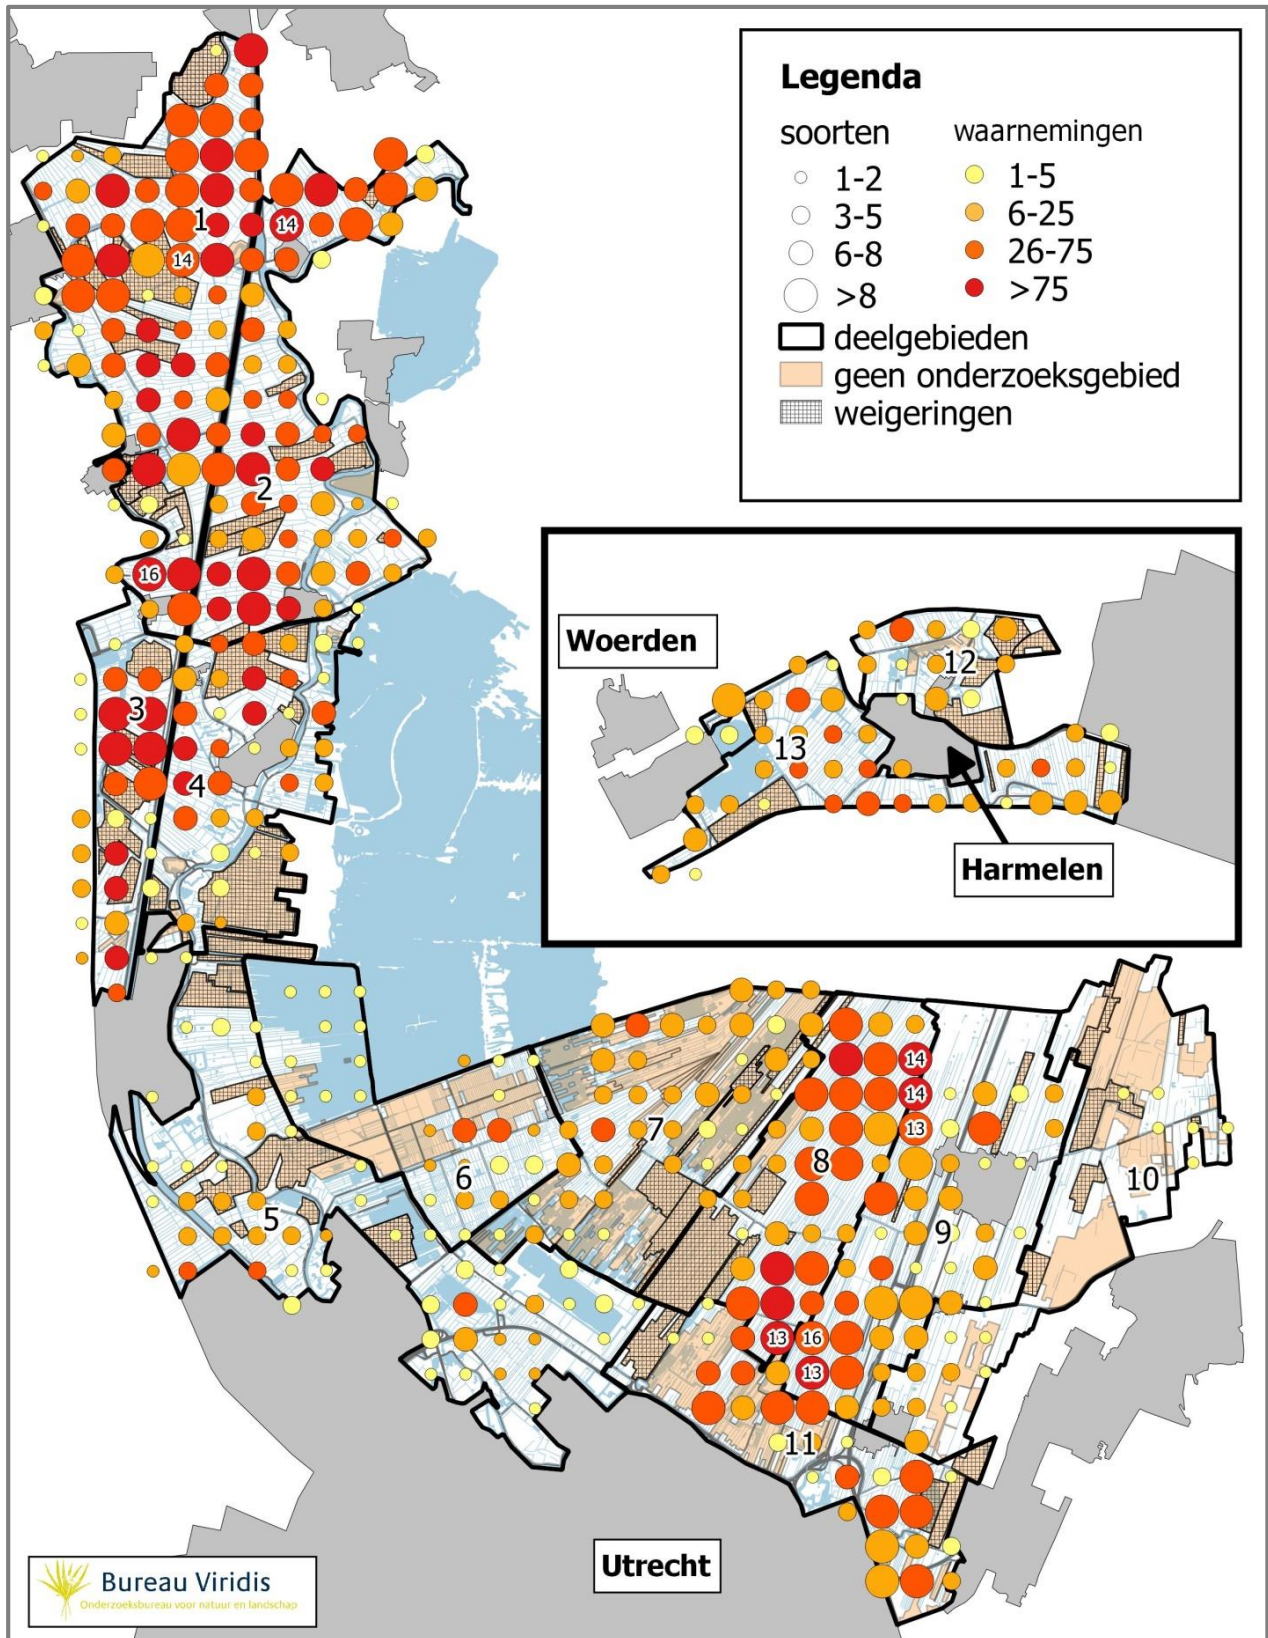 Legenda
soorten waarnemingen
1-2 1-5
3-5 6-25
6-8 26-75
>8 >75
deelgebieden
geen onderzoeksgebied
weigeringen
1
14
14
2
16
3
4
Woerden
12
13
Harmelen
14
14
13
7
8
6
10
5
9
13
16
13
11
Utrecht
Bureau Viridis
Onderzoeksbureau voor natuur en landschap